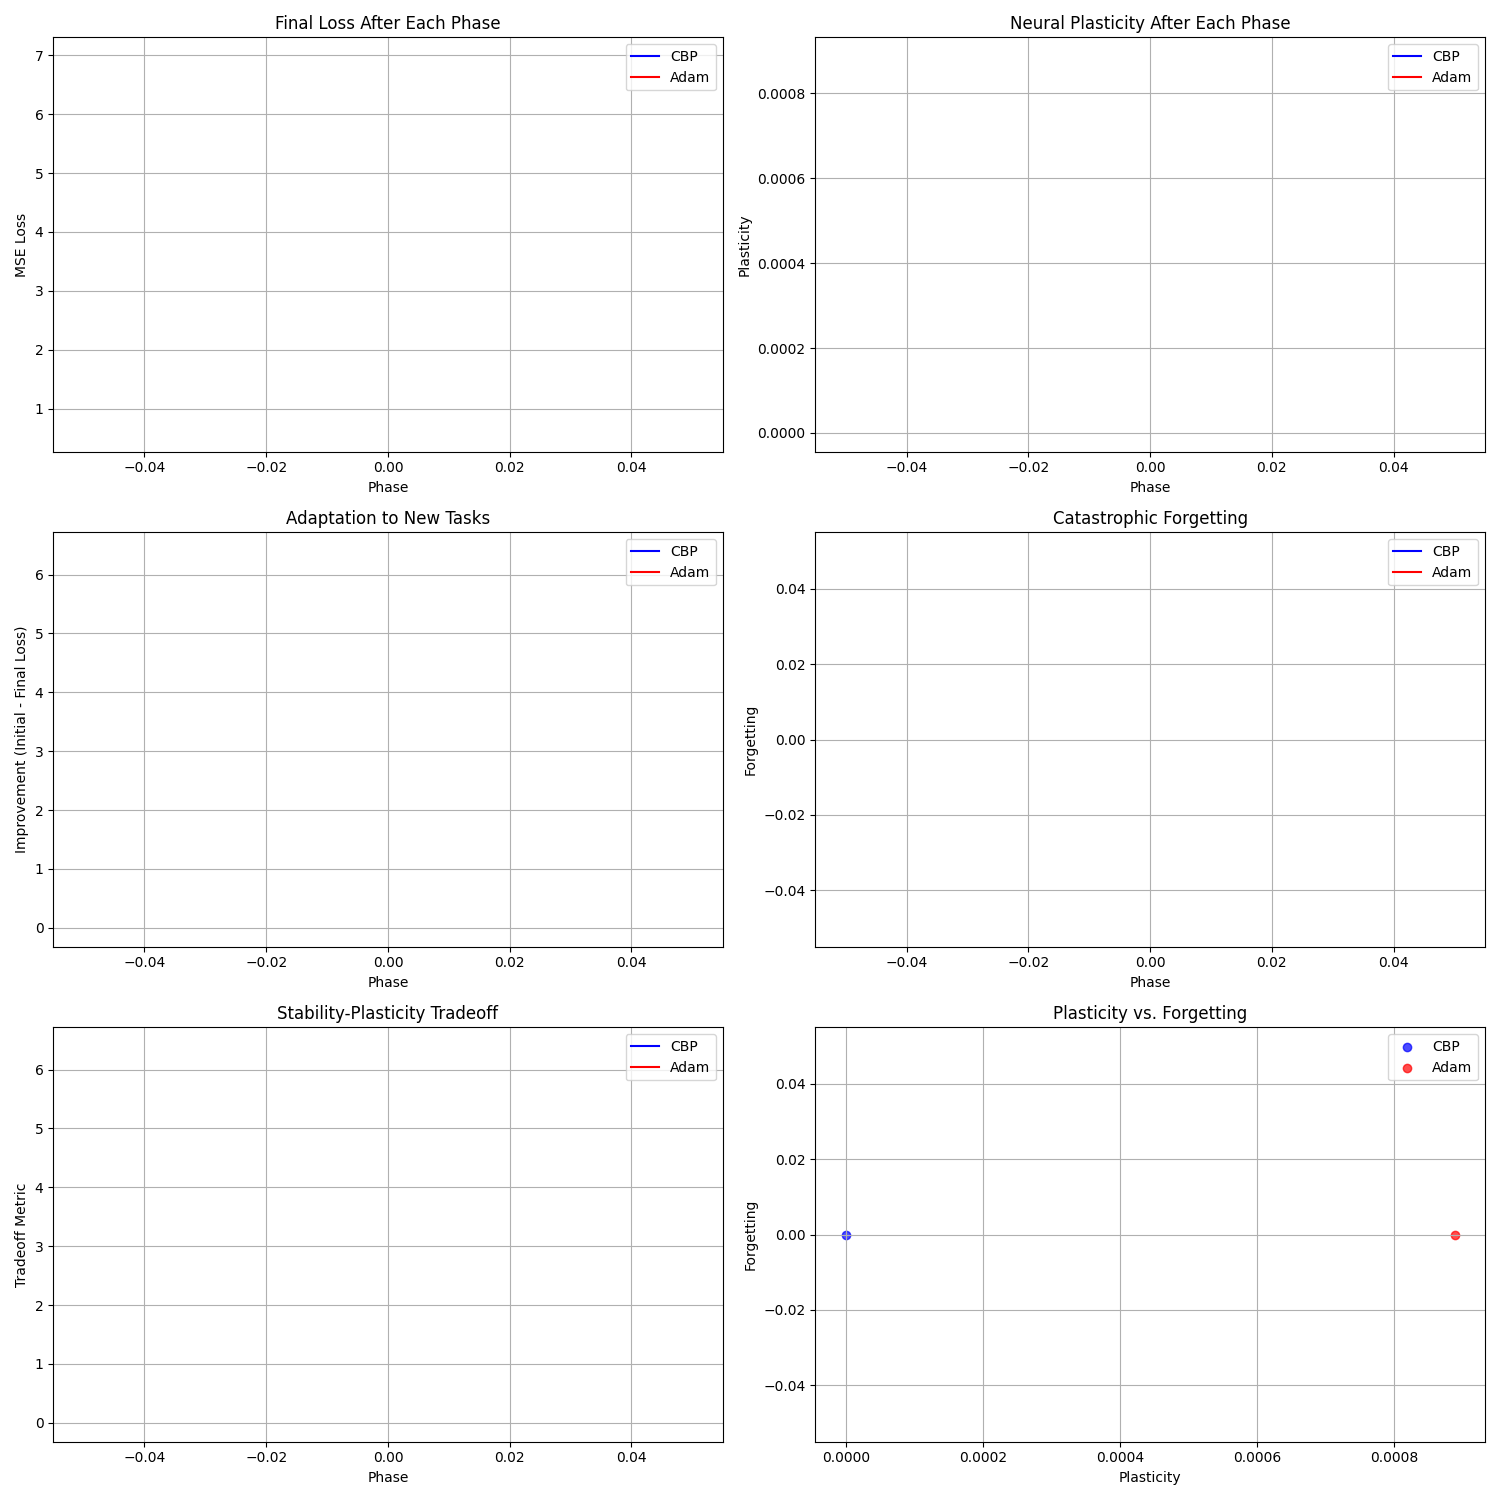 Final Loss After Each Phase
MSE Loss
7
6
5
4
3
2
1
CBP
Adam
−0.04 −0.02 0.00 0.02 0.04
Phase
Neural Plasticity After Each Phase
Plasticity
0.0008
0.0006
0.0004
0.0002
0.0000
CBP
Adam
−0.04 −0.02 0.00 0.02 0.04
Phase
Adaptation to New Tasks
Improvement (Initial - Final Loss)
6
5
4
3
2
1
0
CBP
Adam
−0.04 −0.02 0.00 0.02 0.04
Phase
Catastrophic Forgetting
Forgetting
0.04
0.02
0.00
−0.02
−0.04
CBP
Adam
−0.04 −0.02 0.00 0.02 0.04
Phase
Stability-Plasticity Tradeoff
Tradeoff Metric
6
5
4
3
2
1
0
CBP
Adam
−0.04 −0.02 0.00 0.02 0.04
Phase
Plasticity vs. Forgetting
Forgetting
0.04
0.02
0.00
−0.02
−0.04
CBP
Adam
0.0000 0.0002 0.0004 0.0006 0.0008
Plasticity